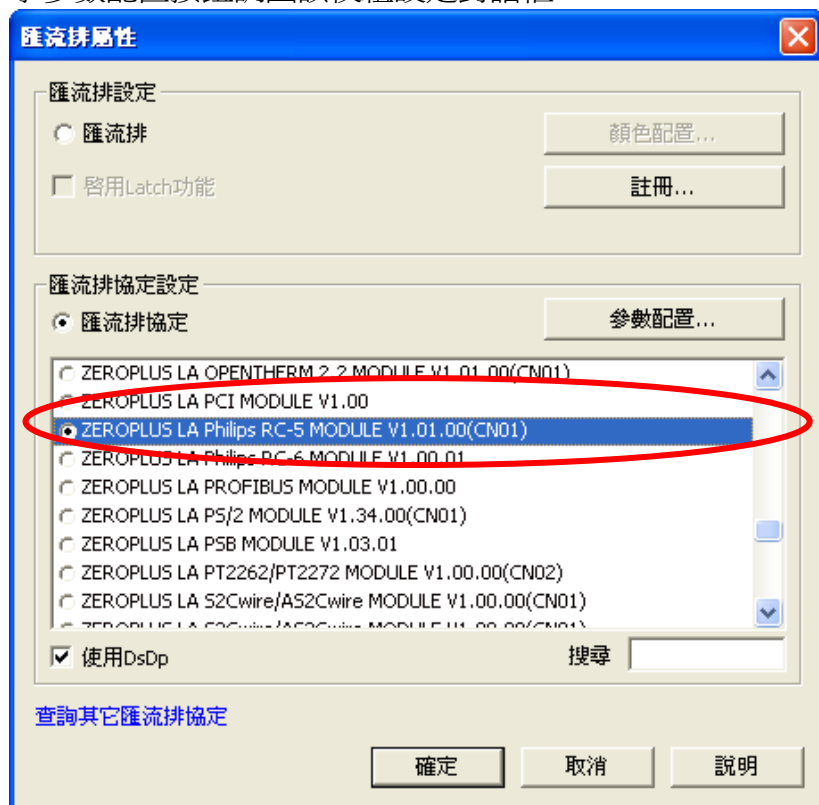 匯流排屬性
匯流排設定
匯流排
顏色配置...
啓用Latch功能
註冊...
匯流排協定設定
匯流排協定
參數配置...
ZEROPLUS LA OPENTHERM 2.2 MODULE V1.01.00(CN01)
ZEROPLUS LA PCI MODULE V1.00
ZEROPLUS LA Philips RC-5 MODULE V1.01.00(CN01)
ZEROPLUS LA Philips RC-6 MODULE V1.00.01
ZEROPLUS LA PROFIBUS MODULE V1.00.00
ZEROPLUS LA PS/2 MODULE V1.34.00(CN01)
ZEROPLUS LA PSB MODULE V1.03.01
ZEROPLUS LA PT2262/PT2272 MODULE V1.00.00(CN02)
ZEROPLUS LA S2Cwire/AS2Cwire MODULE V1.00.00(CN01)
使用DsDp
搜尋
查詢其它匯流排協定
確定
取消
説明